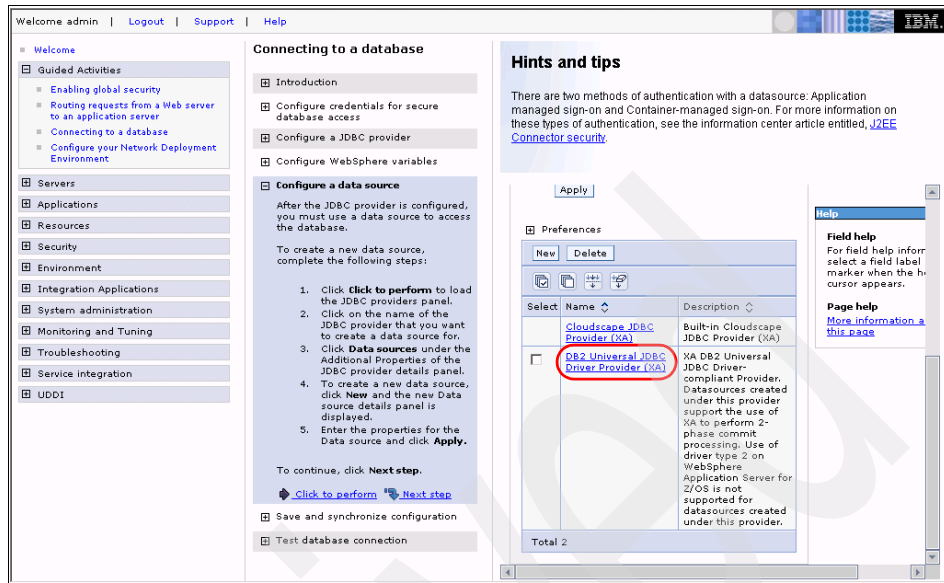 Welcome admin | Logout | Support | Help
IBM.
Welcome
Guided Activities
Enabling global security
Routing requests from a Web server
to an application server
Connecting to a database
Configure your Network Deployment
Environment
Servers
Applications
Resources
Security
Environment
Integration Applications
System administration
Monitoring and Tuning
Troubleshooting
Service integration
UDDI
Connecting to a database
Introduction
Configure credentials for secure
database access
Configure a JDBC provider
Configure WebSphere variables
Configure a data source
After the JDBC provider is configured,
you must use a data source to access
the database.
To create a new data source,
complete the following steps:
1. Click Click to perform to load
the JDBC providers panel.
2. Click on the name of the
JDBC provider that you want
to create a data source for.
3. Click Data sources under the
Additional Properties of the
JDBC provider details panel.
4. To create a new data source,
click New and the new Data
source details panel is
displayed.
5. Enter the properties for the
Data source and click Apply.
To continue, click Next step.
Click to perform Next step
Save and synchronize configuration
Test database connection
Hints and tips
There are two methods of authentication with a datasource: Application
managed sign-on and Container-managed sign-on. For more information on
these types of authentication, see the information center article entitled, J2EE
Connector security.
Apply
Preferences
New Delete
Select Name Description
Cloudscape JDBC
Provider (XA)
Built-in Cloudscape
JDBC Provider (XA)
DB2 Universal JDBC
Driver Provider (XA)
XA DB2 Universal
JDBC Driver-
compliant Provider.
Datasources created
under this provider
support the use of
XA to perform 2-
phase commit
processing. Use of
driver type 2 on
WebSphere
Application Server for
Z/OS is not
supported for
datasources created
under this provider.
Total 2
Help
Field help
For field help inform
select a field label
marker when the he
cursor appears.
Page help
More information a
this page